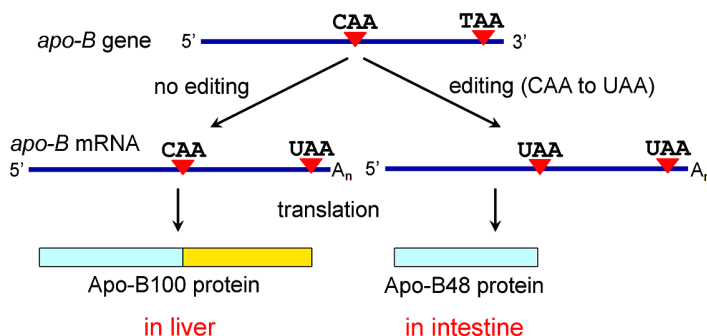 CAA TAA
apo-B gene 5’ 3’
no editing editing (CAA to UAA)
apo-B mRNA CAA UAA UAA UAA
5’ An 5’ A
translation
Apo-B100 protein Apo-B48 protein
in liver in intestine